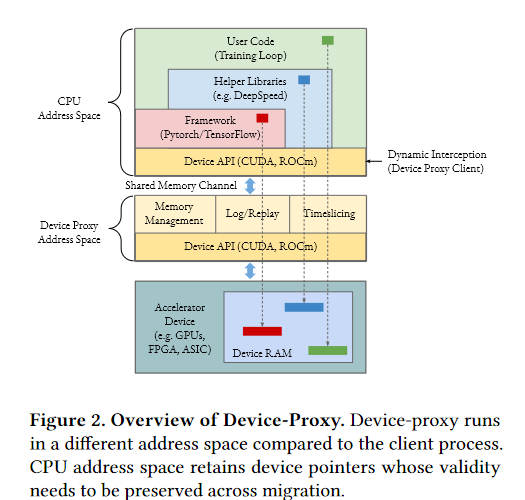 User Code
(Training Loop)
Helper Libraries
(e.g. DeepSpeed)
CPU
Address Space
Framework
(Pytorch/TensorFlow)
Device API (CUDA, ROCm)
Dynamic Interception
(Device Proxy Client)
Shared Memory Channel
Memory
Management
Log/Replay
Timeslicing
Device Proxy
Address Space
Device API (CUDA, ROCm)
Accelerator
Device
(e.g. GPUs,
FPGA, ASIC)
Device RAM
Figure 2. Overview of Device-Proxy. Device-proxy runs
in a different address space compared to the client process.
CPU address space retains device pointers whose validity
needs to be preserved across migration.